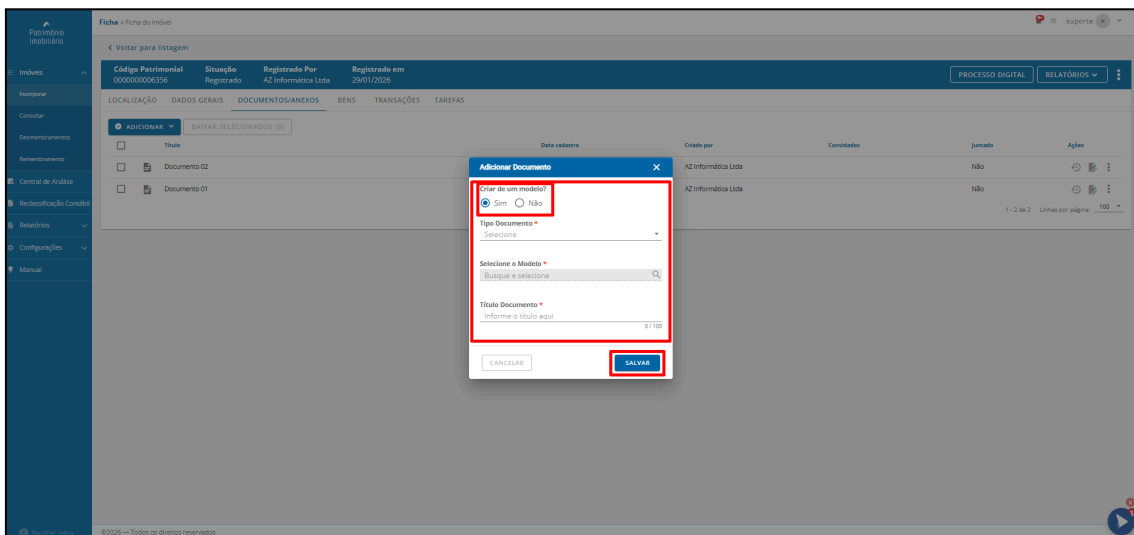 Patrimônio
Imobiliário
Ficha » Ficha do Imóvel
9+
suporte
Voltar para listagem
Código Patrimonial Situação Registrado Por Registrado em
0000000006356 Registrado AZ Informática Ltda 29/01/2026
PROCESSO DIGITAL RELATÓRIOS
LOCALIZAÇÃO DADOS GERAIS DOCUMENTOS/ANEXOS BENS TRANSAÇÕES TAREFAS
ADICIONAR BAIXAR SELECIONADOS (0)
Título Data cadastro Criado por Convidados Juntado Ações
Documento 02 AZ Informática Ltda Não
Documento 01 AZ Informática Ltda Não
1 - 2 de 2 Linhas por página: 100
Imóveis
Incorporar
Consultar
Desmembramentos
Remembramento
Central de Análise
Reclassificação Contábil
Relatórios
Configurações
Manual
Adicionar Documento
Criar de um modelo?
Sim Não
Tipo Documento *
Selecione
Selecione o Modelo *
Busque e selecione
Título Documento *
Informe o título aqui
0 / 100
CANCELAR SALVAR
©2026 — Todos os direitos reservados